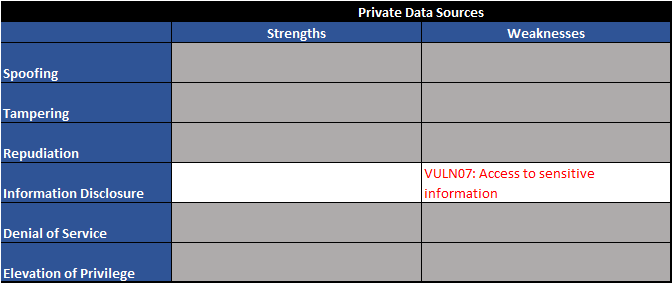 Private Data Sources
Strengths Weaknesses
Spoofing
Tampering
Repudiation
Information Disclosure VULN07: Access to sensitive
information
Denial of Service
Elevation of Privilege